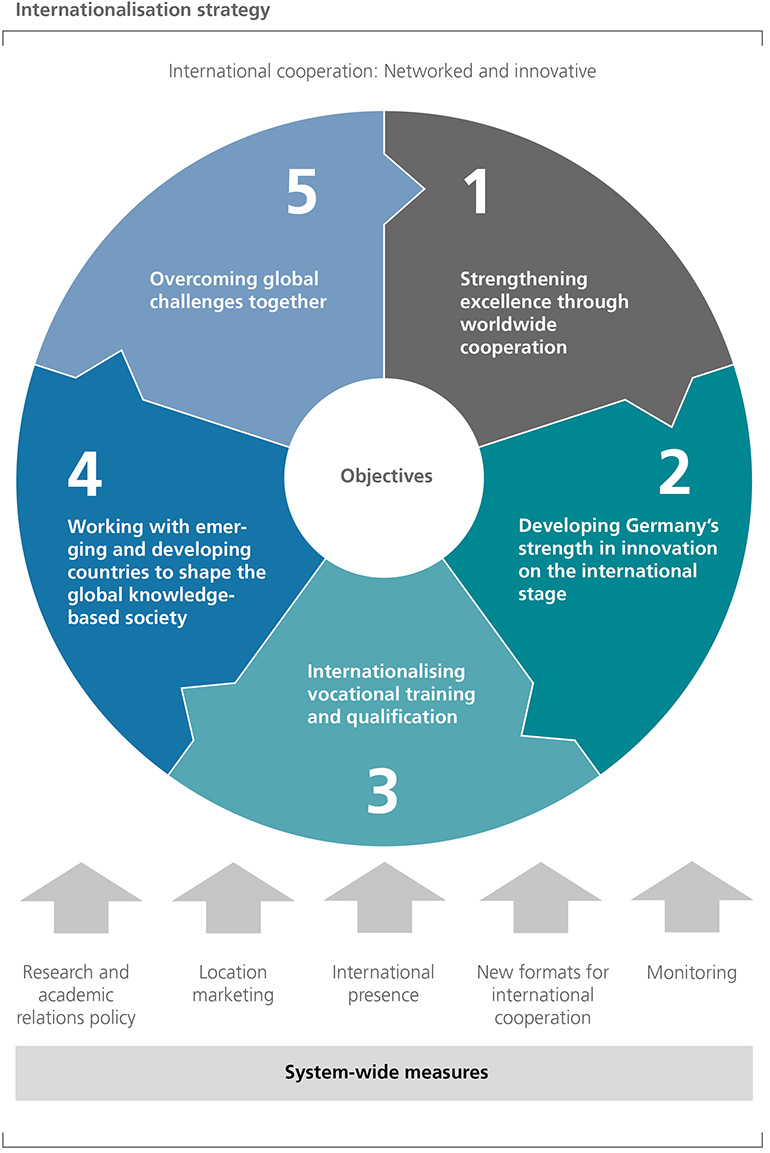 Internationalisation strategy
International cooperation: Networked and innovative
1
Strengthening
excellence through
worldwide
cooperation
2
Developing Germany’s
strength in innovation
on the international
stage
3
Internationalising
vocational training
and qualification
4
Working with emer-
ging and developing
countries to shape the
global knowledge-
based society
5
Overcoming global
challenges together
Objectives
Research and
academic
relations policy
Location
marketing
International
presence
New formats for
international
cooperation
Monitoring
System-wide measures